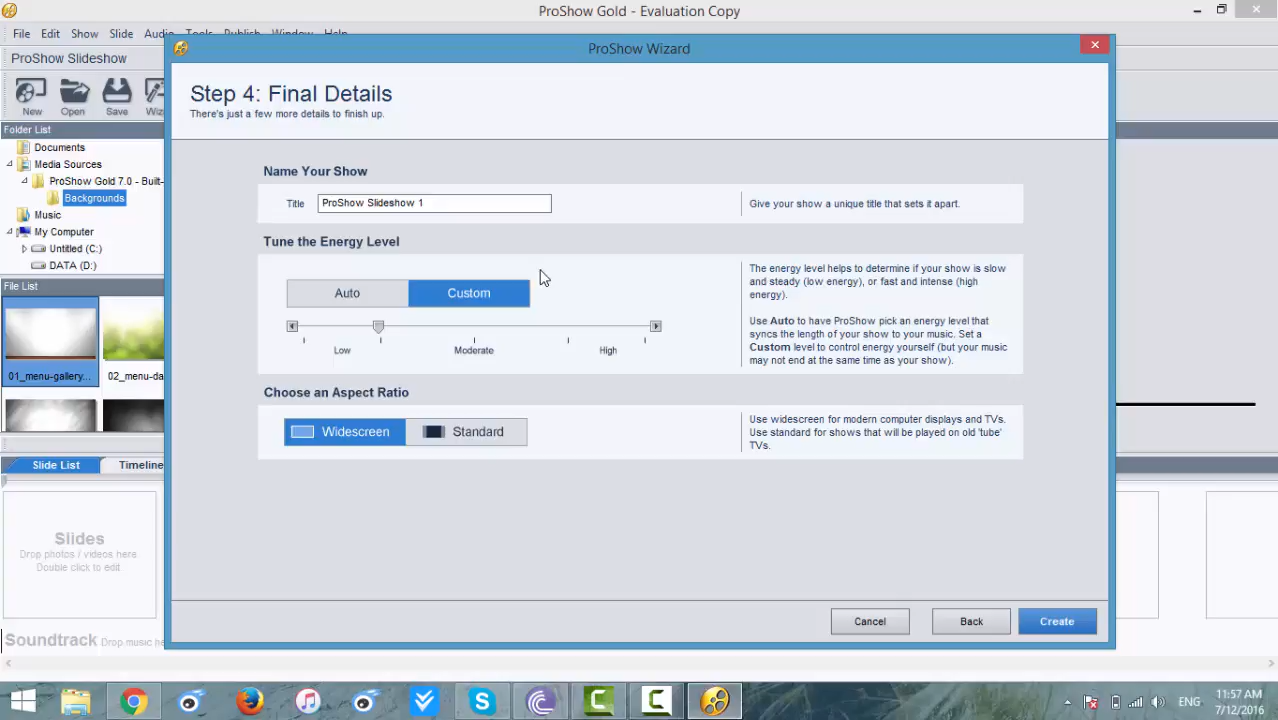 ProShow Gold - Evaluation Copy
File Edit Show Slide Audio Tools Publish Window Help
ProShow Wizard
ProShow Slideshow
New Open Save
Folder List
Documents
Media Sources
ProShow Gold 7.0 - Built-
Backgrounds
Music
My Computer
Untitled (C:)
DATA (D:)
File List
01_menu-gallery... 02_menu-da
Slide List Timeline
Slides
Drop photos / videos here
Double click to edit
Soundtrack Drop music he
Step 4: Final Details
There's just a few more details to finish up.
Name Your Show
Title ProShow Slideshow 1
Give your show a unique title that sets it apart.
Tune the Energy Level
Auto Custom
Low Moderate High
The energy level helps to determine if your show is slow
and steady (low energy), or fast and intense (high
energy).
Use Auto to have ProShow pick an energy level that
syncs the length of your show to your music. Set a
Custom level to control energy yourself (but your music
may not end at the same time as your show).
Choose an Aspect Ratio
Widescreen Standard
Use widescreen for modern computer displays and TVs.
Use standard for shows that will be played on old 'tube'
TVs.
Cancel Back Create
ENG
11:57 AM
7/12/2016